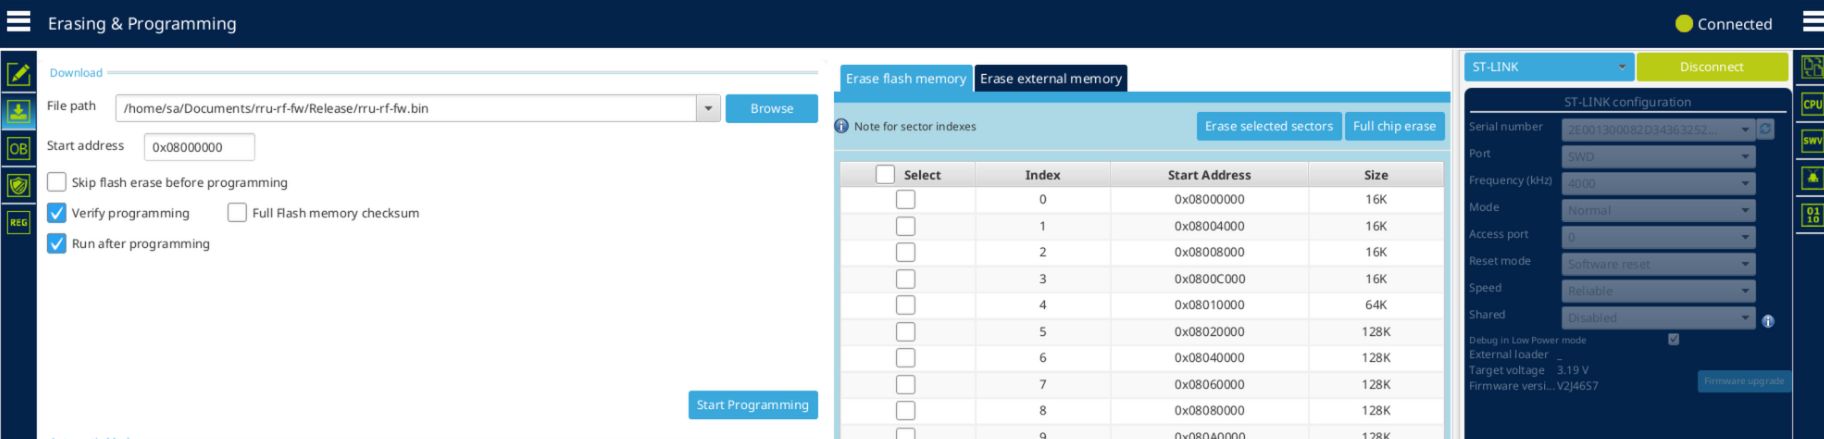 Erasing & Programming
Connected
Download
File path /home/sa/Documents/rru-rf-fw/Release/rru-rf-fw.bin Browse
Start address 0x08000000
Skip flash erase before programming
Verify programming Full Flash memory checksum
Run after programming
Start Programming
OB
REG
Erase flash memory Erase external memory
Note for sector indexes Erase selected sectors Full chip erase
Select Index Start Address Size
0 0x08000000 16K
1 0x08004000 16K
2 0x08008000 16K
3 0x0800C000 16K
4 0x08010000 64K
5 0x08020000 128K
6 0x08040000 128K
7 0x08060000 128K
8 0x08080000 128K
9 0x080A0000 128K
ST-LINK Disconnect
ST-LINK configuration
Serial number 2E001300082D34363252...
Port SWD
Frequency (kHz) 4000
Mode Normal
Access port 0
Reset mode Software reset
Speed Reliable
Shared Disabled
Debug in Low Power mode
External loader _
Target voltage 3.19 V
Firmware versi... V2J46S7
Firmware upgrade
CPU
SWV
01
10